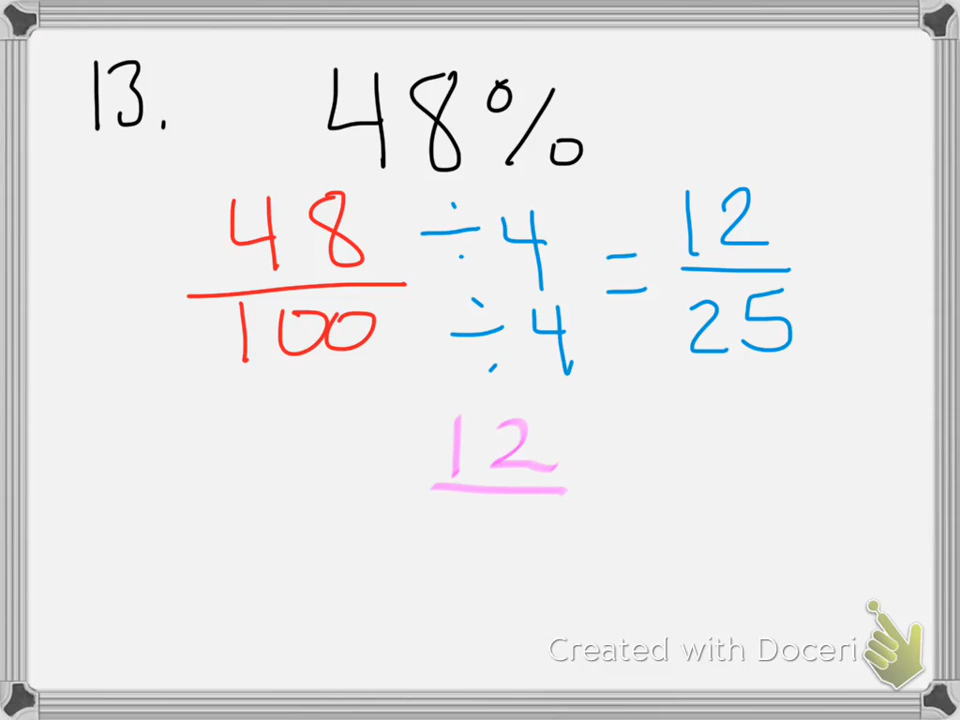 13. 48%
48 ÷ 4 = 12
100 ÷ 4 25
12
Created with Doceri